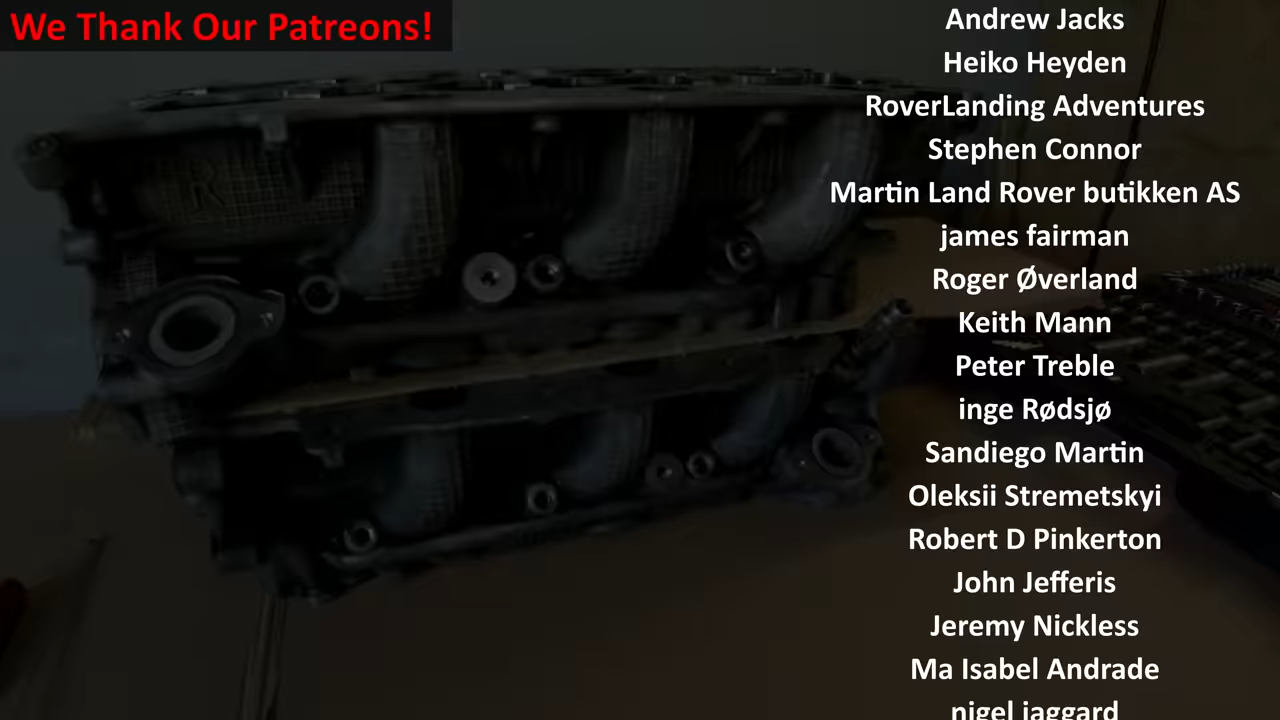 We Thank Our Patreons!
Andrew Jacks
Heiko Heyden
RoverLanding Adventures
Stephen Connor
Martin Land Rover butikken AS
james fairman
Roger Øverland
Keith Mann
Peter Treble
inge Rødsjø
Sandiego Martin
Oleksii Stremetskyi
Robert D Pinkerton
John Jefferis
Jeremy Nickless
Ma Isabel Andrade
nigel jaggard
R